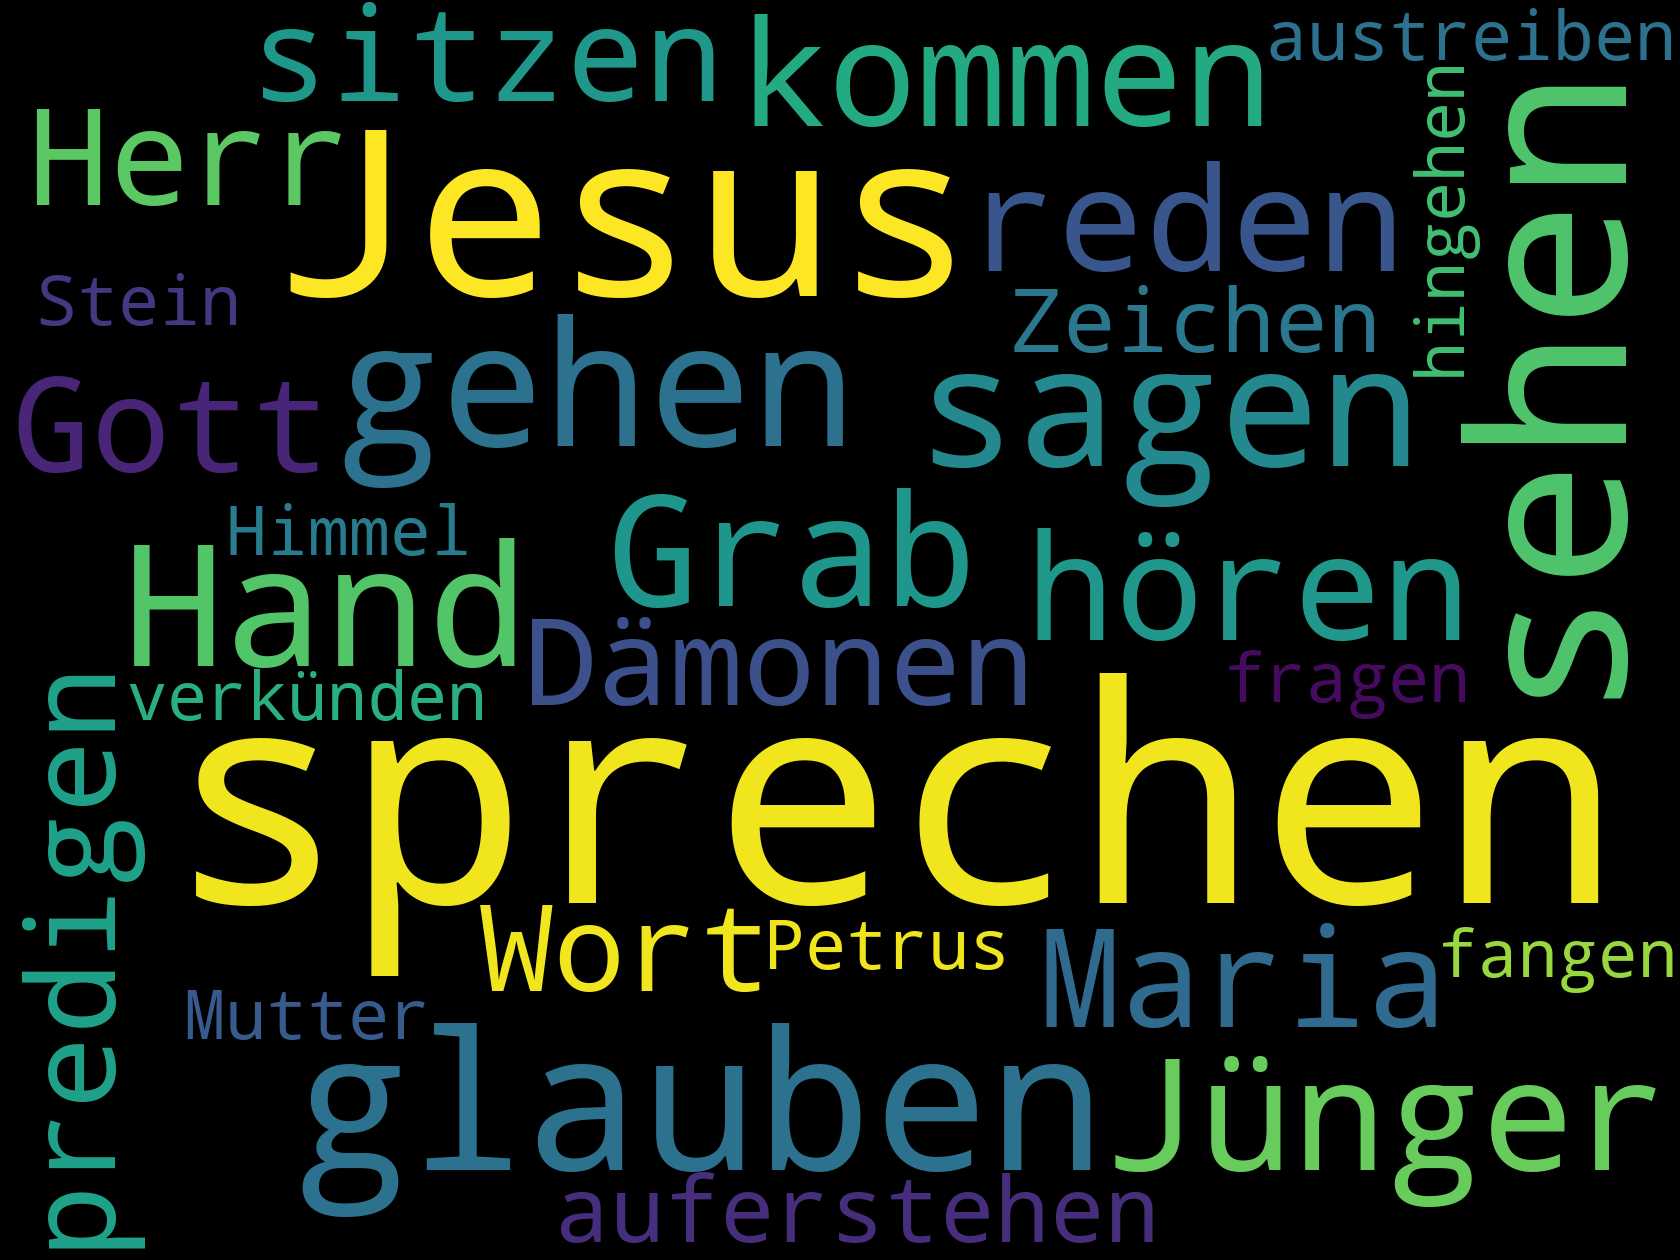 sitzen
kommen
austreiben
Herr
Jesus
reden
hingehen
sehen
Stein
Zeichen
Gott
gehen
sagen
Himmel
Hand
Grab
hören
Dämonen
fragen
verkünden
predigen
sprechen
Wort
Petrus
Maria
fangen
Mutter
glauben
Jünger
auferstehen